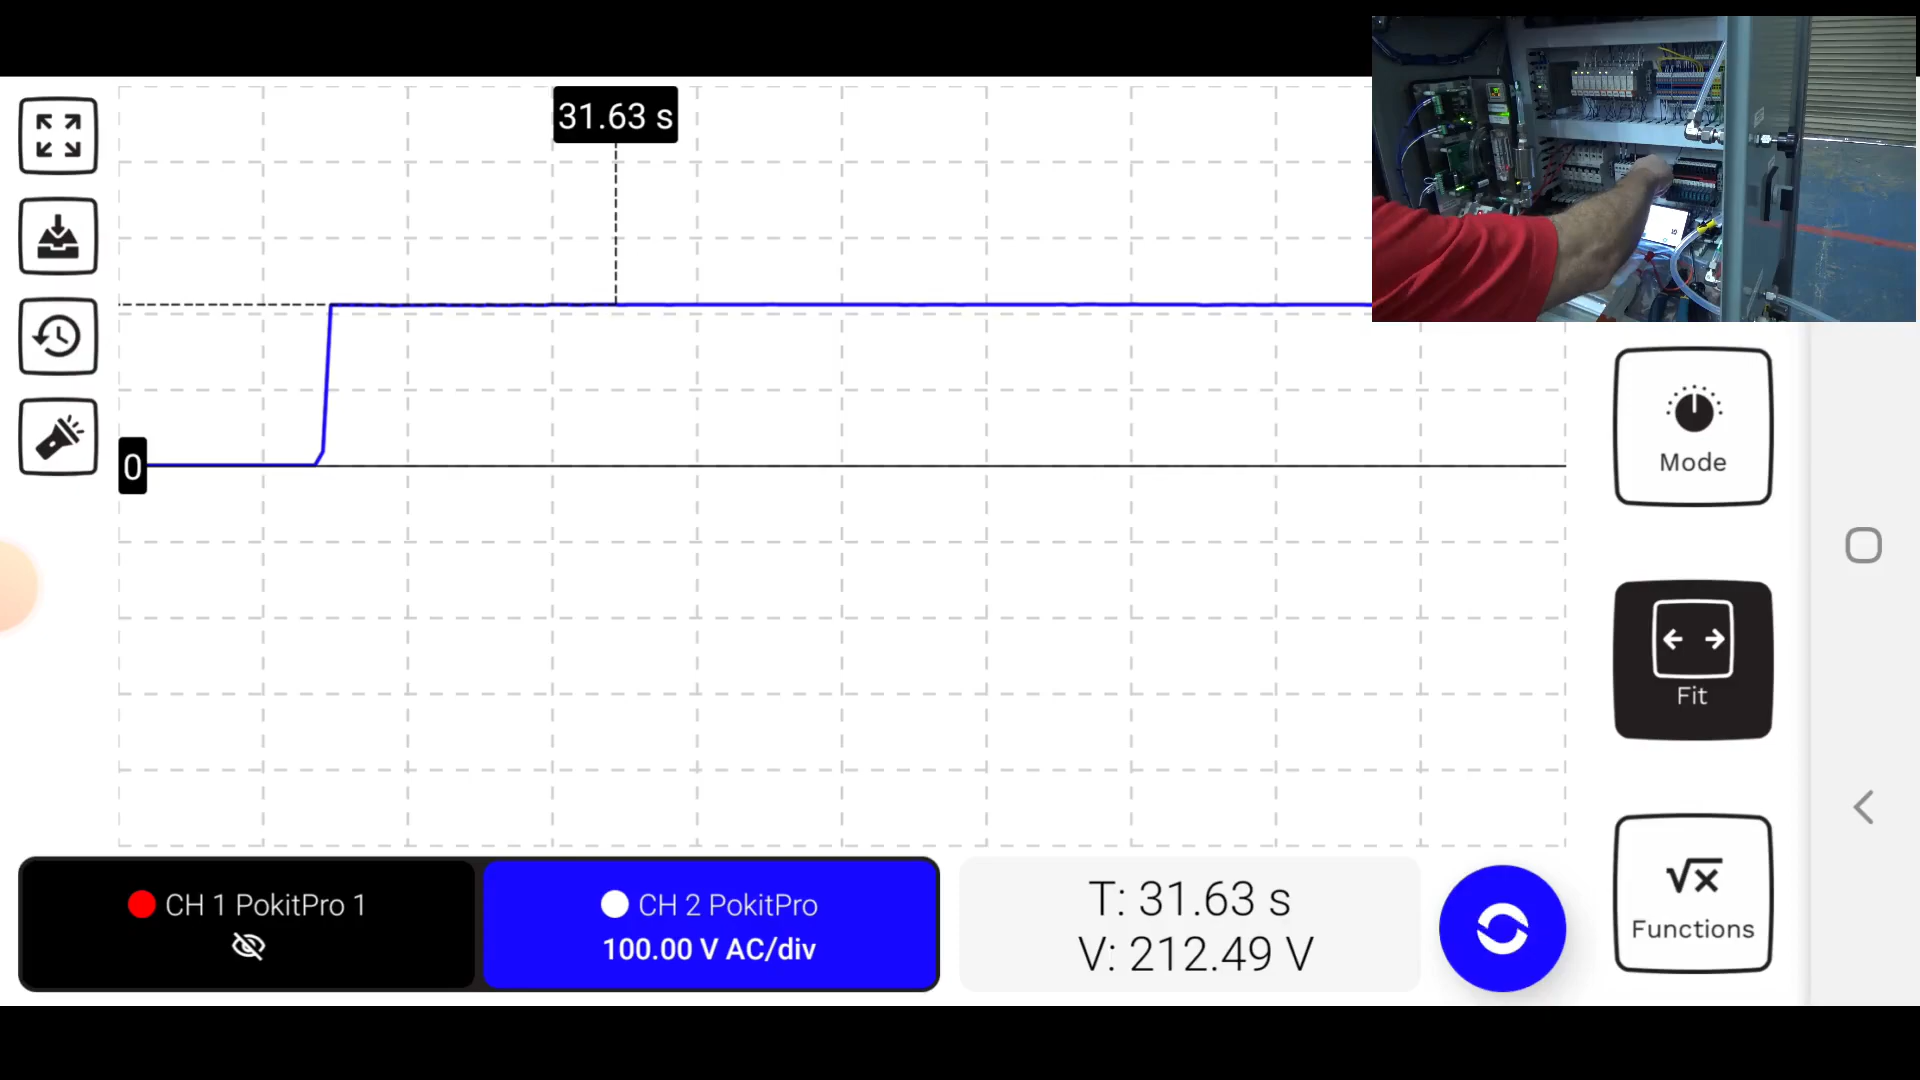 31.63 s
0
Mode
Fit
Functions
CH 1 PokitPro 1
CH 2 PokitPro
100.00 V AC/div
T: 31.63 s
V: 212.49 V
√x